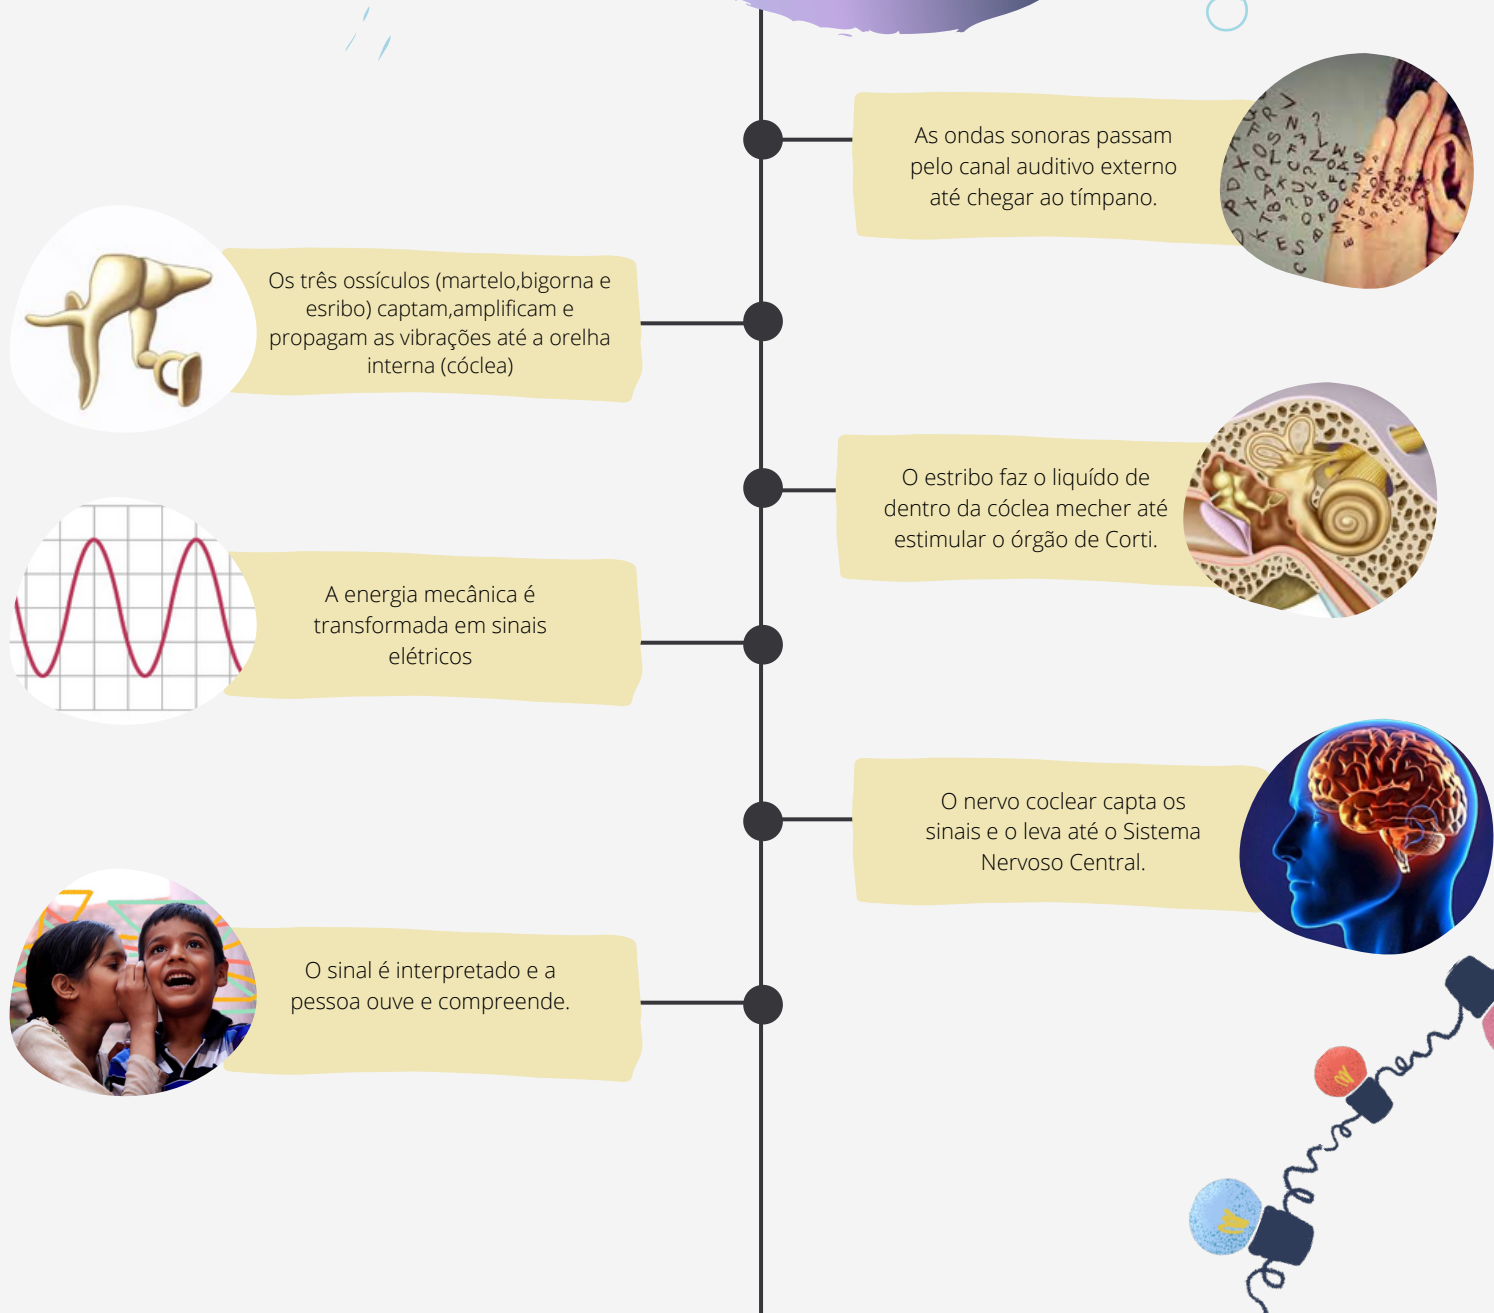 As ondas sonoras passam
pelo canal auditivo externo
até chegar ao tímpano.
Os três ossículos (martelo,bigorna e
esribo) captam,amplificam e
propagam as vibrações até a orelha
interna (cóclea)
O estribo faz o liquído de
dentro da cóclea mecher até
estimular o órgão de Corti.
A energia mecânica é
transformada em sinais
elétricos
O nervo coclear capta os
sinais e o leva até o Sistema
Nervoso Central.
O sinal é interpretado e a
pessoa ouve e compreende.